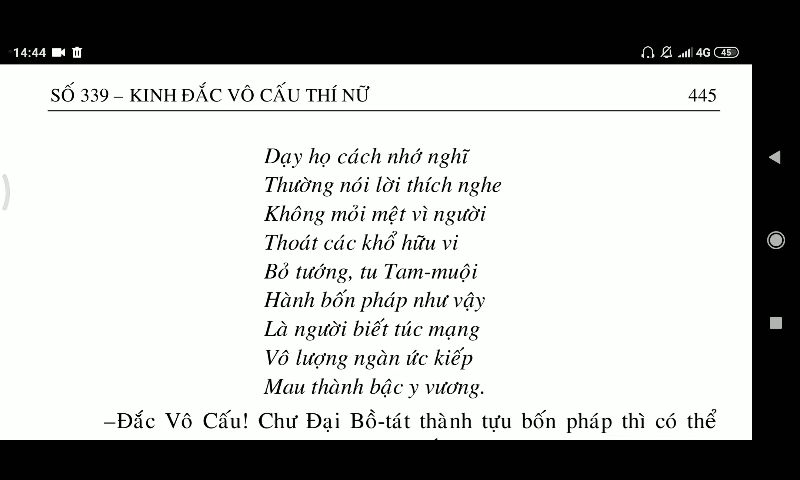 14:44 4G 45
SỐ 339 – KINH ĐẮC VÔ CẤU THÍ NỮ 445
Dạy họ cách nhớ nghĩ
Thường nói lời thích nghe
Không mỏi mệt vì người
Thoát các khổ hữu vi
Bỏ tướng, tu Tam-muội
Hành bốn pháp như vậy
Là người biết túc mạng
Vô lượng ngàn ức kiếp
Mau thành bậc y vương.
–Đắc Vô Cấu! Chư Đại Bồ-tát thành tựu bốn pháp thì có thể